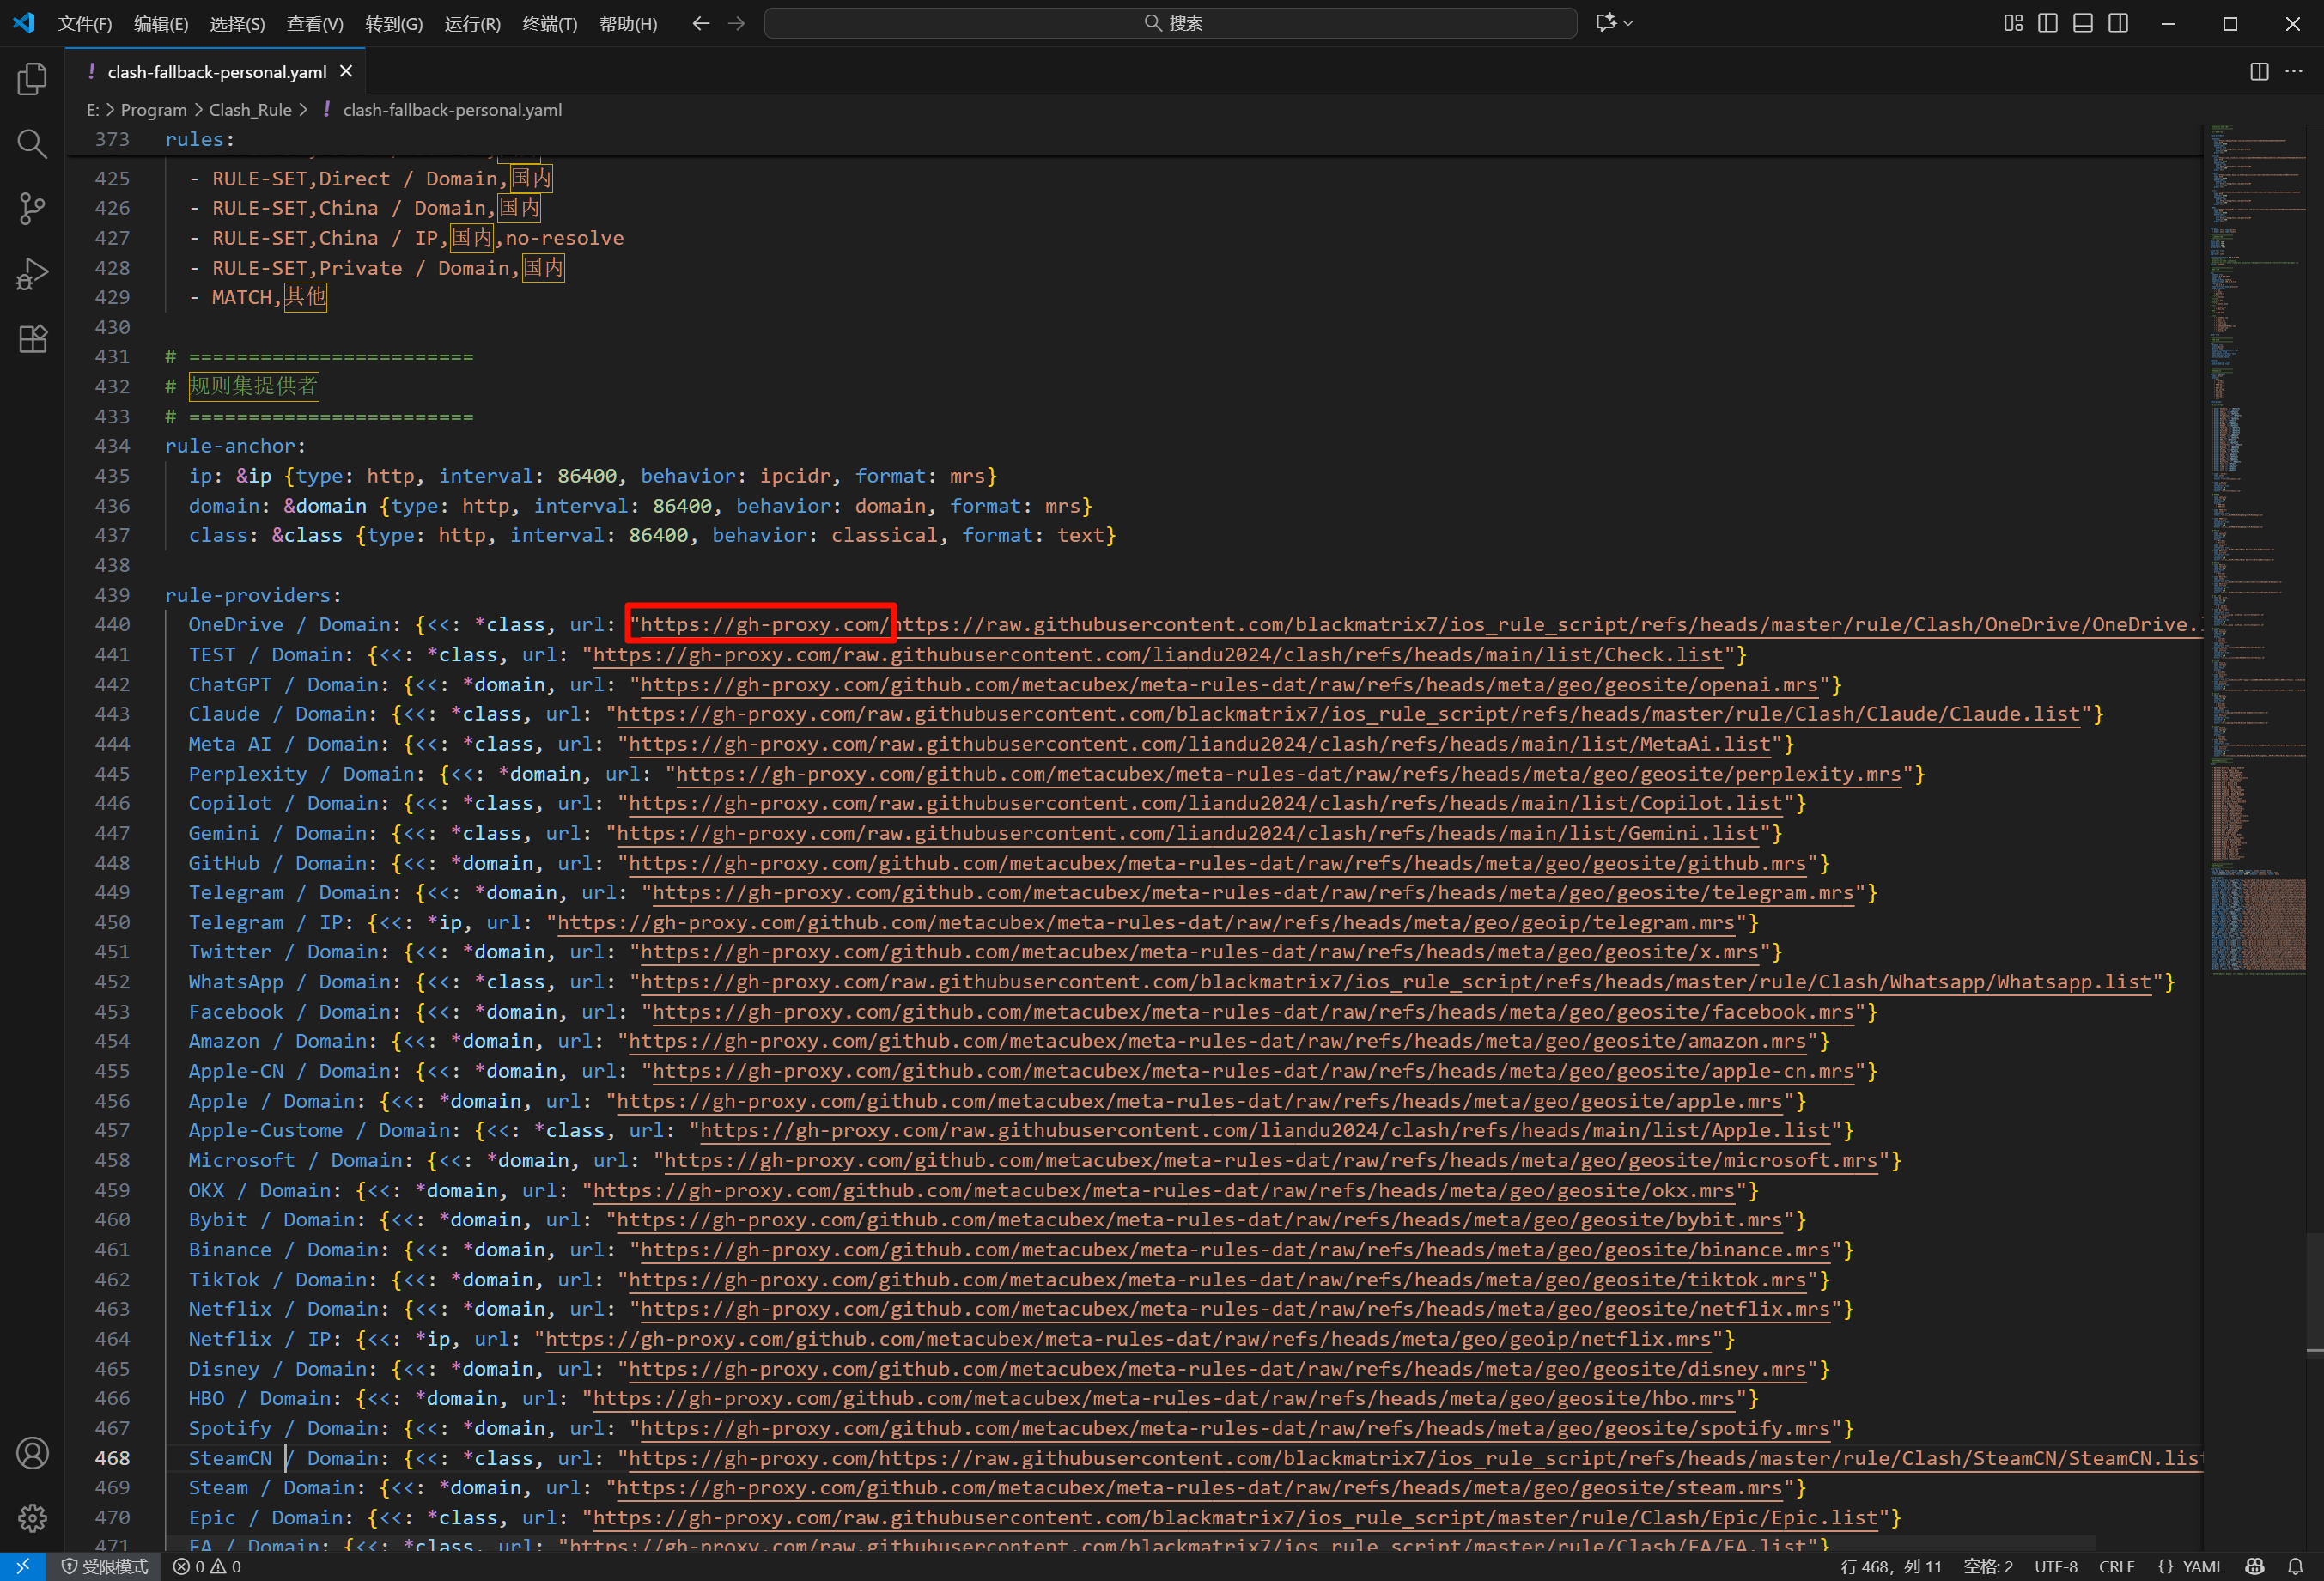 文件(F) 编辑(E) 选择(S) 查看(V) 转到(G) 运行(R) 终端(T) 帮助(H) 搜索
! clash-fallback-personal.yaml
E: > Program > Clash_Rule > ! clash-fallback-personal.yaml
373 rules:
425 - RULE-SET,Direct / Domain,国内
426 - RULE-SET,China / Domain,国内
427 - RULE-SET,China / IP,国内,no-resolve
428 - RULE-SET,Private / Domain,国内
429 - MATCH,其他
430
431 # ========================
432 # 规则集提供者
433 # ========================
434 rule-anchor:
435 ip: &ip {type: http, interval: 86400, behavior: ipcidr, format: mrs}
436 domain: &domain {type: http, interval: 86400, behavior: domain, format: mrs}
437 class: &class {type: http, interval: 86400, behavior: classical, format: text}
438
439 rule-providers:
440 OneDrive / Domain: {<<: *class, url: "https://gh-proxy.com/https://raw.githubusercontent.com/blackmatrix7/ios_rule_script/refs/heads/master/rule/Clash/OneDrive/OneDrive.
441 TEST / Domain: {<<: *class, url: "https://gh-proxy.com/raw.githubusercontent.com/liandu2024/clash/refs/heads/main/list/Check.list"}
442 ChatGPT / Domain: {<<: *domain, url: "https://gh-proxy.com/github.com/metacubex/meta-rules-dat/raw/refs/heads/meta/geo/geosite/openai.mrs"}
443 Claude / Domain: {<<: *class, url: "https://gh-proxy.com/raw.githubusercontent.com/blackmatrix7/ios_rule_script/refs/heads/master/rule/Clash/Claude/Claude.list"}
444 Meta AI / Domain: {<<: *class, url: "https://gh-proxy.com/raw.githubusercontent.com/liandu2024/clash/refs/heads/main/list/MetaAi.list"}
445 Perplexity / Domain: {<<: *domain, url: "https://gh-proxy.com/github.com/metacubex/meta-rules-dat/raw/refs/heads/meta/geo/geosite/perplexity.mrs"}
446 Copilot / Domain: {<<: *class, url: "https://gh-proxy.com/raw.githubusercontent.com/liandu2024/clash/refs/heads/main/list/Copilot.list"}
447 Gemini / Domain: {<<: *class, url: "https://gh-proxy.com/raw.githubusercontent.com/liandu2024/clash/refs/heads/main/list/Gemini.list"}
448 GitHub / Domain: {<<: *domain, url: "https://gh-proxy.com/github.com/metacubex/meta-rules-dat/raw/refs/heads/meta/geo/geosite/github.mrs"}
449 Telegram / Domain: {<<: *domain, url: "https://gh-proxy.com/github.com/metacubex/meta-rules-dat/raw/refs/heads/meta/geo/geosite/telegram.mrs"}
450 Telegram / IP: {<<: *ip, url: "https://gh-proxy.com/github.com/metacubex/meta-rules-dat/raw/refs/heads/meta/geo/geoip/telegram.mrs"}
451 Twitter / Domain: {<<: *domain, url: "https://gh-proxy.com/github.com/metacubex/meta-rules-dat/raw/refs/heads/meta/geo/geosite/x.mrs"}
452 WhatsApp / Domain: {<<: *class, url: "https://gh-proxy.com/raw.githubusercontent.com/blackmatrix7/ios_rule_script/refs/heads/master/rule/Clash/Whatsapp/Whatsapp.list"}
453 Facebook / Domain: {<<: *domain, url: "https://gh-proxy.com/github.com/metacubex/meta-rules-dat/raw/refs/heads/meta/geo/geosite/facebook.mrs"}
454 Amazon / Domain: {<<: *domain, url: "https://gh-proxy.com/github.com/metacubex/meta-rules-dat/raw/refs/heads/meta/geo/geosite/amazon.mrs"}
455 Apple-CN / Domain: {<<: *domain, url: "https://gh-proxy.com/github.com/metacubex/meta-rules-dat/raw/refs/heads/meta/geo/geosite/apple-cn.mrs"}
456 Apple / Domain: {<<: *domain, url: "https://gh-proxy.com/github.com/metacubex/meta-rules-dat/raw/refs/heads/meta/geo/geosite/apple.mrs"}
457 Apple-Custome / Domain: {<<: *class, url: "https://gh-proxy.com/raw.githubusercontent.com/liandu2024/clash/refs/heads/main/list/Apple.list"}
458 Microsoft / Domain: {<<: *domain, url: "https://gh-proxy.com/github.com/metacubex/meta-rules-dat/raw/refs/heads/meta/geo/geosite/microsoft.mrs"}
459 OKX / Domain: {<<: *domain, url: "https://gh-proxy.com/github.com/metacubex/meta-rules-dat/raw/refs/heads/meta/geo/geosite/okx.mrs"}
460 Bybit / Domain: {<<: *domain, url: "https://gh-proxy.com/github.com/metacubex/meta-rules-dat/raw/refs/heads/meta/geo/geosite/bybit.mrs"}
461 Binance / Domain: {<<: *domain, url: "https://gh-proxy.com/github.com/metacubex/meta-rules-dat/raw/refs/heads/meta/geo/geosite/binance.mrs"}
462 TikTok / Domain: {<<: *domain, url: "https://gh-proxy.com/github.com/metacubex/meta-rules-dat/raw/refs/heads/meta/geo/geosite/tiktok.mrs"}
463 Netflix / Domain: {<<: *domain, url: "https://gh-proxy.com/github.com/metacubex/meta-rules-dat/raw/refs/heads/meta/geo/geosite/netflix.mrs"}
464 Netflix / IP: {<<: *ip, url: "https://gh-proxy.com/github.com/metacubex/meta-rules-dat/raw/refs/heads/meta/geo/geoip/netflix.mrs"}
465 Disney / Domain: {<<: *domain, url: "https://gh-proxy.com/github.com/metacubex/meta-rules-dat/raw/refs/heads/meta/geo/geosite/disney.mrs"}
466 HBO / Domain: {<<: *domain, url: "https://gh-proxy.com/github.com/metacubex/meta-rules-dat/raw/refs/heads/meta/geo/geosite/hbo.mrs"}
467 Spotify / Domain: {<<: *domain, url: "https://gh-proxy.com/github.com/metacubex/meta-rules-dat/raw/refs/heads/meta/geo/geosite/spotify.mrs"}
468 SteamCN / Domain: {<<: *class, url: "https://gh-proxy.com/https://raw.githubusercontent.com/blackmatrix7/ios_rule_script/refs/heads/master/rule/Clash/SteamCN/SteamCN.list
469 Steam / Domain: {<<: *domain, url: "https://gh-proxy.com/github.com/metacubex/meta-rules-dat/raw/refs/heads/meta/geo/geosite/steam.mrs"}
470 Epic / Domain: {<<: *class, url: "https://gh-proxy.com/raw.githubusercontent.com/blackmatrix7/ios_rule_script/master/rule/Clash/Epic/Epic.list"}
471 EA / Domain: {<<: *class, url: "https://gh-proxy.com/raw.githubusercontent.com/blackmatrix7/ios_rule_script/master/rule/Clash/EA/EA.list"}
受限模式 0 0 行 468, 列 11 空格: 2 UTF-8 CRLF {} YAML